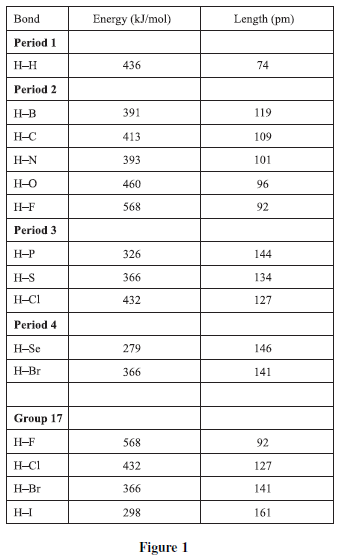 Bond Energy (kJ/mol) Length (pm)
Period 1
H–H 436 74
Period 2
H–B 391 119
H–C 413 109
H–N 393 101
H–O 460 96
H–F 568 92
Period 3
H–P 326 144
H–S 366 134
H–Cl 432 127
Period 4
H–Se 279 146
H–Br 366 141
Group 17
H–F 568 92
H–Cl 432 127
H–Br 366 141
H–I 298 161
Figure 1